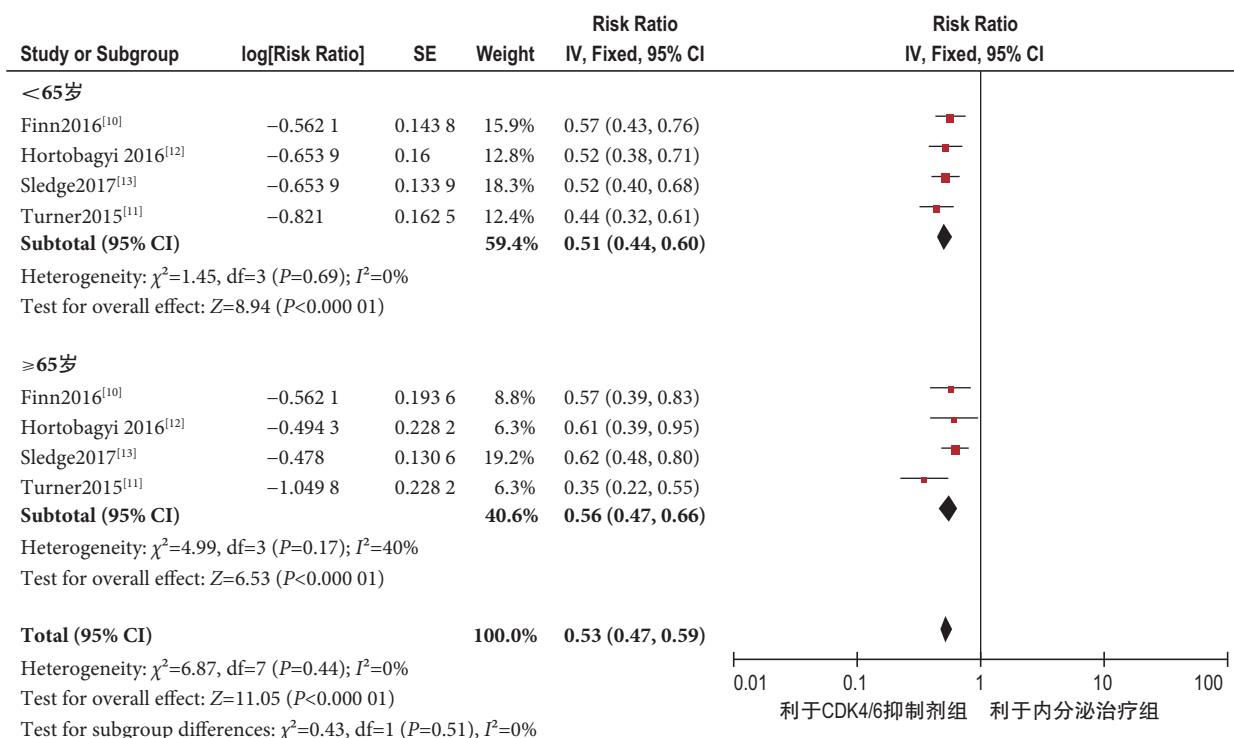 Risk Ratio Risk Ratio
Study or Subgroup log[Risk Ratio] SE Weight IV, Fixed, 95% CI IV, Fixed, 95% CI
<65岁
Finn2016[10] −0.562 1 0.143 8 15.9% 0.57 (0.43, 0.76)
Hortobagyi 2016[12] −0.653 9 0.16 12.8% 0.52 (0.38, 0.71)
Sledge2017[13] −0.653 9 0.133 9 18.3% 0.52 (0.40, 0.68)
Turner2015[11] −0.821 0.162 5 12.4% 0.44 (0.32, 0.61)
Subtotal (95% CI) 59.4% 0.51 (0.44, 0.60)
Heterogeneity: χ²=1.45, df=3 (P=0.69); I²=0%
Test for overall effect: Z=8.94 (P<0.000 01)
≥65岁
Finn2016[10] −0.562 1 0.193 6 8.8% 0.57 (0.39, 0.83)
Hortobagyi 2016[12] −0.494 3 0.228 2 6.3% 0.61 (0.39, 0.95)
Sledge2017[13] −0.478 0.130 6 19.2% 0.62 (0.48, 0.80)
Turner2015[11] −1.049 8 0.228 2 6.3% 0.35 (0.22, 0.55)
Subtotal (95% CI) 40.6% 0.56 (0.47, 0.66)
Heterogeneity: χ²=4.99, df=3 (P=0.17); I²=40%
Test for overall effect: Z=6.53 (P<0.000 01)
Total (95% CI) 100.0% 0.53 (0.47, 0.59)
Heterogeneity: χ²=6.87, df=7 (P=0.44); I²=0%
Test for overall effect: Z=11.05 (P<0.000 01)
Test for subgroup differences: χ²=0.43, df=1 (P=0.51), I²=0%
0.01 0.1 1 10 100
利于CDK4/6抑制剂组 利于内分泌治疗组